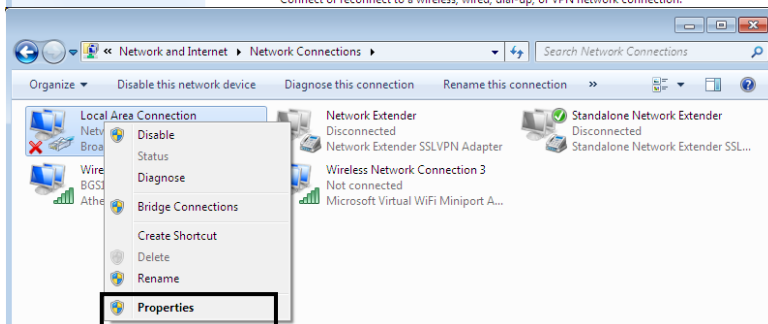 Connect or reconnect to a wireless, wired, dial-up, or VPN network connection.
« Network and Internet ▸ Network Connections ▸
Search Network Connections
Organize ▾ Disable this network device Diagnose this connection Rename this connection »
Local Area Connection
Netw
Broa
Network Extender
Disconnected
Network Extender SSLVPN Adapter
Standalone Network Extender
Disconnected
Standalone Network Extender SSL...
Wire
BGS1
Athe
Wireless Network Connection 3
Not connected
Microsoft Virtual WiFi Miniport A...
Disable
Status
Diagnose
Bridge Connections
Create Shortcut
Delete
Rename
Properties